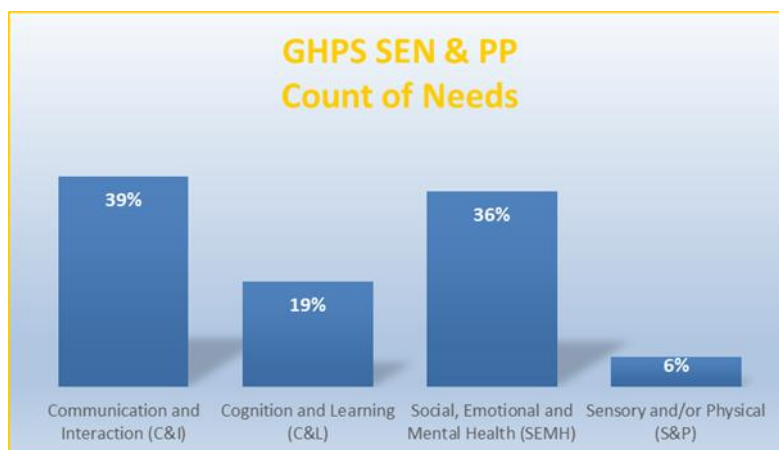 GHPS SEN & PP
Count of Needs
39%
19%
36%
6%
Communication and
Interaction (C&I)
Cognition and Learning
(C&L)
Social, Emotional and
Mental Health (SEMH)
Sensory and/or Physical
(S&P)